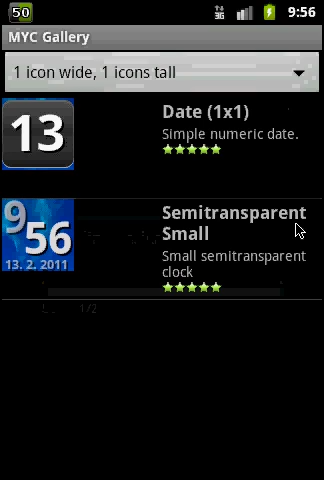 50
3G
9:56
MYC Gallery
1 icon wide, 1 icons tall
13
Date (1x1)
Simple numeric date.
9
56
13. 2. 2011
Semitransparent
Small
Small semitransparent
clock